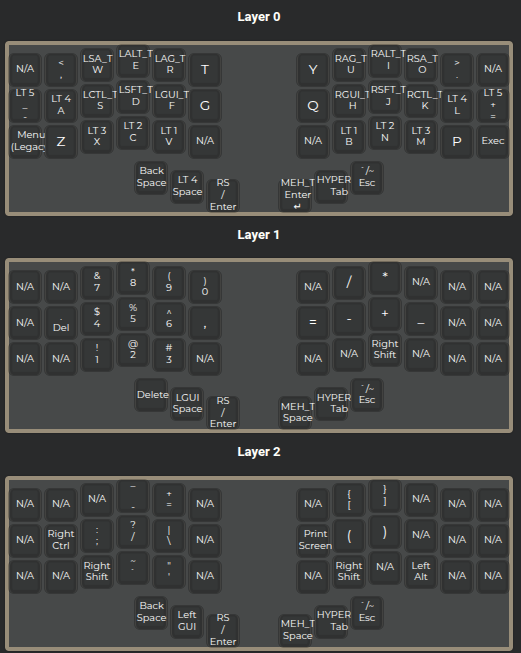 Layer 0
N/A
<
,
LSA_T
W
LALT_T
E
LAG_T
R
T
Y
RAG_T
U
RALT_T
I
RSA_T
O
>
.
N/A
LT 5
_
-
LT 4
A
LCTL_T
S
LSFT_T
D
LGUI_T
F
G
Q
RGUI_T
H
RSFT_T
J
RCTL_T
K
LT 4
L
LT 5
+
=
Menu
(Legacy
Z
LT 3
X
LT 2
C
LT 1
V
N/A
N/A
LT 1
B
LT 2
N
LT 3
M
P
Exec
Back
Space
LT 4
Space
RS
/
Enter
MEH_T
Enter
↵
HYPER
Tab
`/~
Esc
Layer 1
N/A
N/A
&
7
*
8
(
9
)
0
N/A
/
*
N/A
N/A
N/A
N/A
.
Del
$
4
%
5
^
6
,
=
-
+
_
N/A
N/A
N/A
N/A
!
1
@
2
#
3
N/A
N/A
N/A
Right
Shift
N/A
N/A
N/A
Delete
LGUI
Space
RS
/
Enter
MEH_T
Space
HYPER
Tab
`/~
Esc
Layer 2
N/A
N/A
N/A
_
-
+
=
N/A
N/A
{
[
}
]
N/A
N/A
N/A
N/A
Right
Ctrl
:
;
?
/
|
\
N/A
Print
Screen
(
)
N/A
N/A
N/A
N/A
N/A
Right
Shift
~
`
"
'
N/A
N/A
Right
Shift
N/A
Left
Alt
N/A
N/A
Back
Space
Left
GUI
RS
/
Enter
MEH_T
Space
HYPER
Tab
`/~
Esc